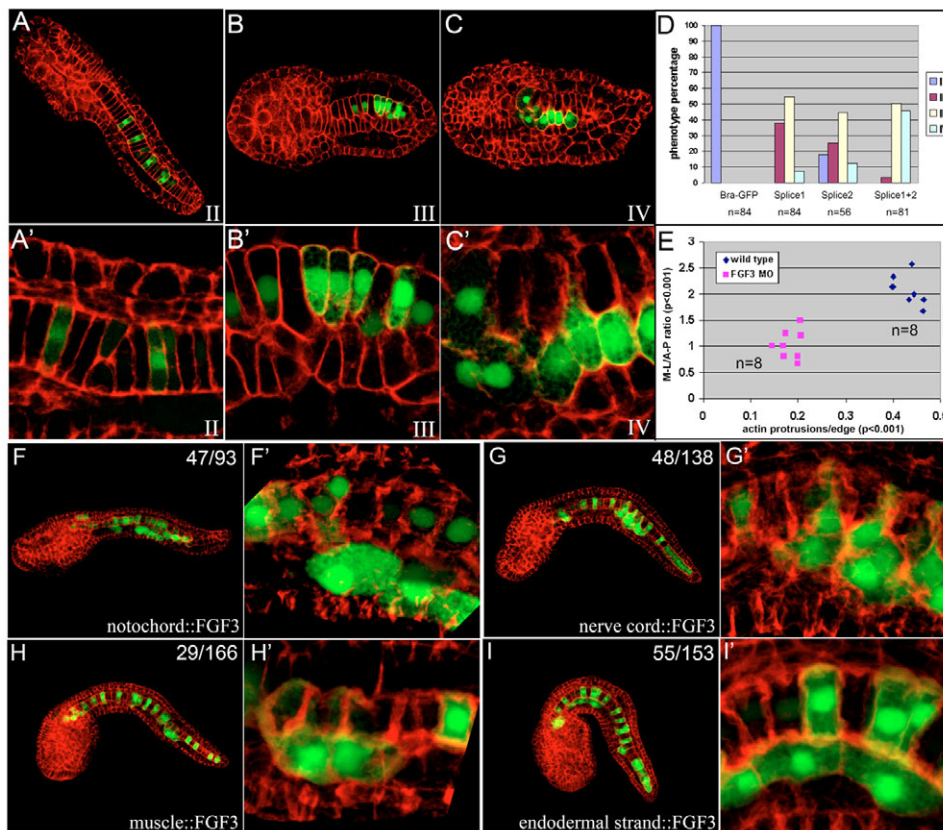 A
II
B
III
C
IV
D
phenotype percentage
100
90
80
70
60
50
40
30
20
10
0
Bra-GFP
Splice1
Splice2
Splice1+2
n=84
n=84
n=56
n=81
A'
II
B'
III
C'
IV
E
M-L/A-P ratio (p<0.001)
3
2.5
2
1.5
1
0.5
0
wild type
FGF3 MO
n=8
n=8
0
0.1
0.2
0.3
0.4
actin protrusions/edge (p<0.001)
F
47/93
notochord::FGF3
F'
G
48/138
nerve cord::FGF3
G'
H
29/166
muscle::FGF3
H'
I
55/153
endodermal strand::FGF3
I'